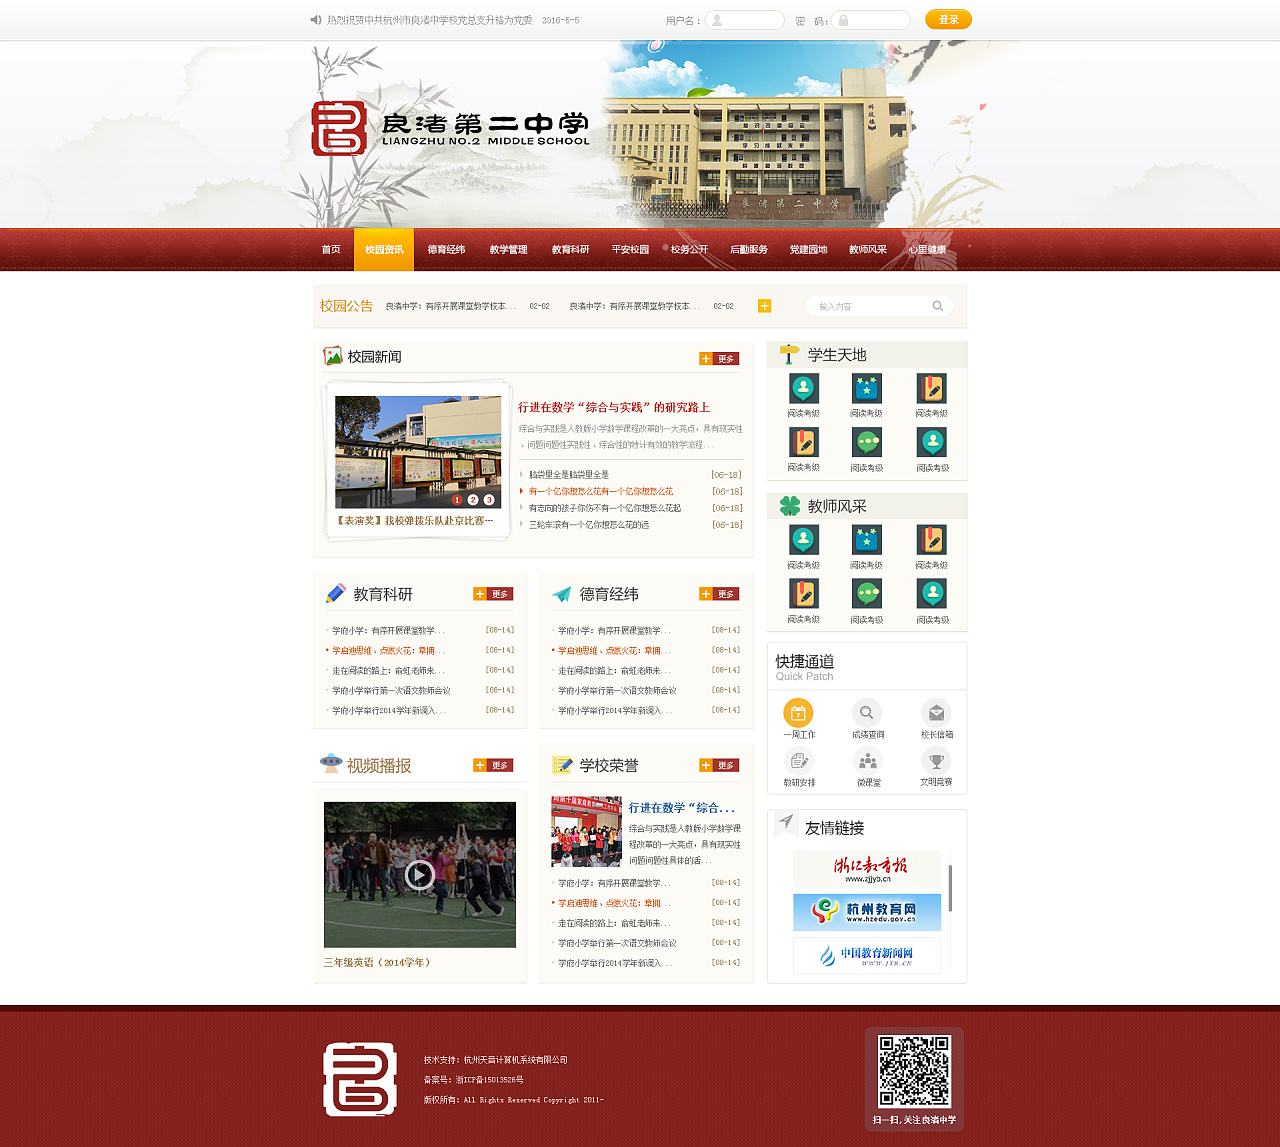 热烈祝贺中共杭州市良渚中学校党总支升格为党委 2016-5-5
用户名：
密 码:
登录
良渚第二中学
LIANGZHU NO.2 MIDDLE SCHOOL
科技楼
良渚第二中学
首页 校园资讯 德育经纬 教学管理 教育科研 平安校园 校务公开 后勤服务 党建园地 教师风采 心里健康
校园公告 良渚中学：有序开展课堂教学校本... 02-02 良渚中学：有序开展课堂教学校本... 02-02 输入内容
校园新闻 更多
行进在数学“综合与实践”的研究路上
综合与实践是人教版小学数学课程改革的一大亮点，具有现实性
、问题问题性实践性、综合性的特计有效的教学流程...
脑袋里全是脑袋里全是 [06-18]
有一个亿你想怎么花有一个亿你想怎么花 [06-18]
有志向的孩子你伤不有一个亿你想怎么花起 [06-18]
三轮车滚有一个亿你想怎么花的远 [06-18]
1 2 3
【表演奖】我校弹拨乐队赴京比赛…
学生天地
阅读考级 阅读考级 阅读考级
阅读考级 阅读考级 阅读考级
教师风采
阅读考级 阅读考级 阅读考级
阅读考级 阅读考级 阅读考级
教育科研 更多
学府小学：有序开展课堂教学... [08-14]
学启迪思维、点燃火花：章拥... [08-14]
走在阅读的路上：俞虹老师来... [08-14]
学府小学举行第一次语文教师会议 [08-14]
学府小学举行2014学年新调入... [08-14]
德育经纬 更多
学府小学：有序开展课堂教学... [08-14]
学启迪思维、点燃火花：章拥... [08-14]
走在阅读的路上：俞虹老师来... [08-14]
学府小学举行第一次语文教师会议 [08-14]
学府小学举行2014学年新调入... [08-14]
快捷通道
Quick Patch
7
一周工作 成绩查询 校长信箱
教研安排 微课堂 文明竞赛
视频播报 更多
三年级英语（2014学年）
学校荣誉 更多
行进在数学“综合...
综合与实践是人教版小学数学课
程改革的一大亮点，具有现实性
问题问题性具体的活...
学府小学：有序开展课堂教学... [08-14]
学启迪思维、点燃火花：章拥... [08-14]
走在阅读的路上：俞虹老师来... [08-14]
学府小学举行第一次语文教师会议 [08-14]
学府小学举行2014学年新调入... [08-14]
友情链接
浙江教育报
www.zjjyb.cn
杭州教育网
www.hzedu.gov.cn
中国教育新闻网
WWW.JYB.CN
技术支持：杭州天音计算机系统有限公司
备案号：浙ICP备15013526号
版权所有：All Rights Reserved Copyright 2011-
扫一扫,关注良渚中学